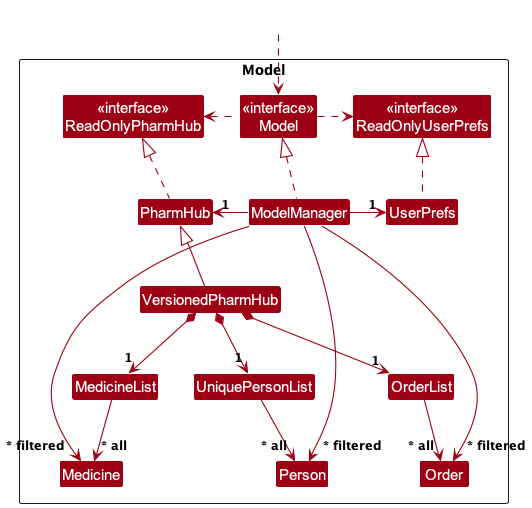 Model
«interface»
ReadOnlyPharmHub
«interface»
Model
«interface»
ReadOnlyUserPrefs
PharmHub
1
ModelManager
1
UserPrefs
VersionedPharmHub
1
1
1
MedicineList
UniquePersonList
OrderList
* filtered
* all
* all
* filtered
* all
* filtered
Medicine
Person
Order